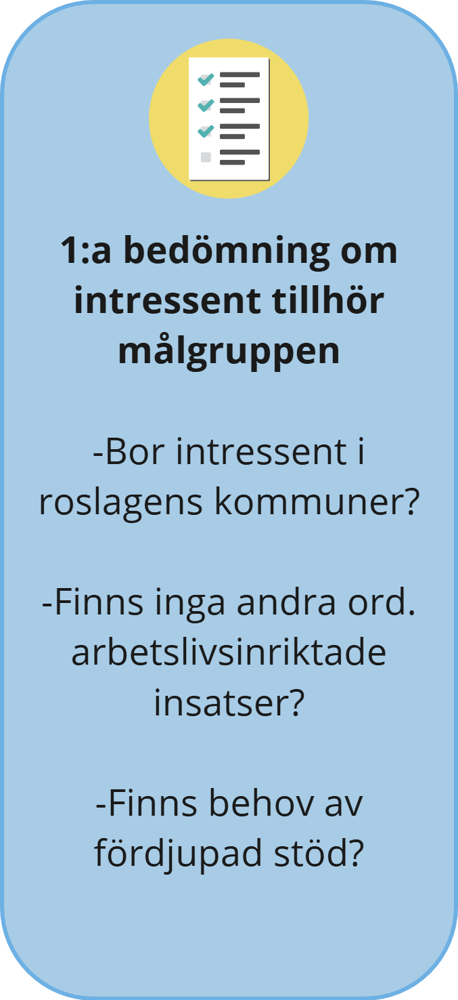 1:a bedömning om
intressent tillhör
målgruppen
-Bor intressent i
roslagens kommuner?
-Finns inga andra ord.
arbetslivsinriktade
insatser?
-Finns behov av
fördjupad stöd?